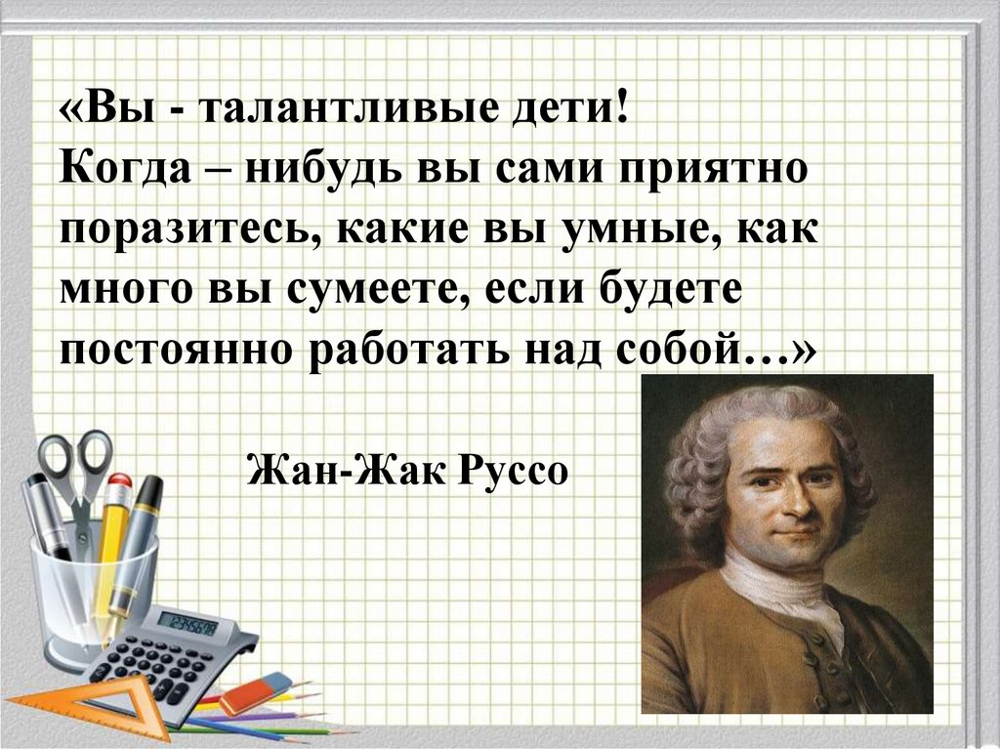 «Вы - талантливые дети!
Когда – нибудь вы сами приятно
поразитесь, какие вы умные, как
много вы сумеете, если будете
постоянно работать над собой…»
Жан-Жак Руссо
12345678